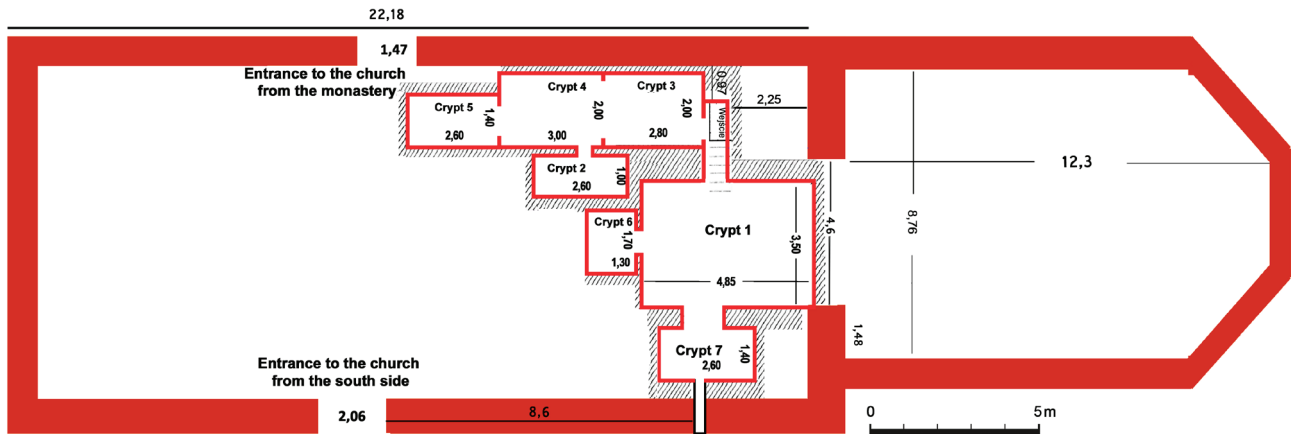 22,18
1,47
Entrance to the church
from the monastery
Crypt 5
1,40
2,60
Crypt 4
2,00
3,00
Crypt 3
2,00
2,80
0,97
Wejście
2,25
Crypt 2
1,00
2,60
Crypt 6
1,70
1,30
Crypt 1
3,50
4,85
4,6
8,76
12,3
Crypt 7
1,40
2,60
1,48
Entrance to the church
from the south side
2,06
8,6
0
5m